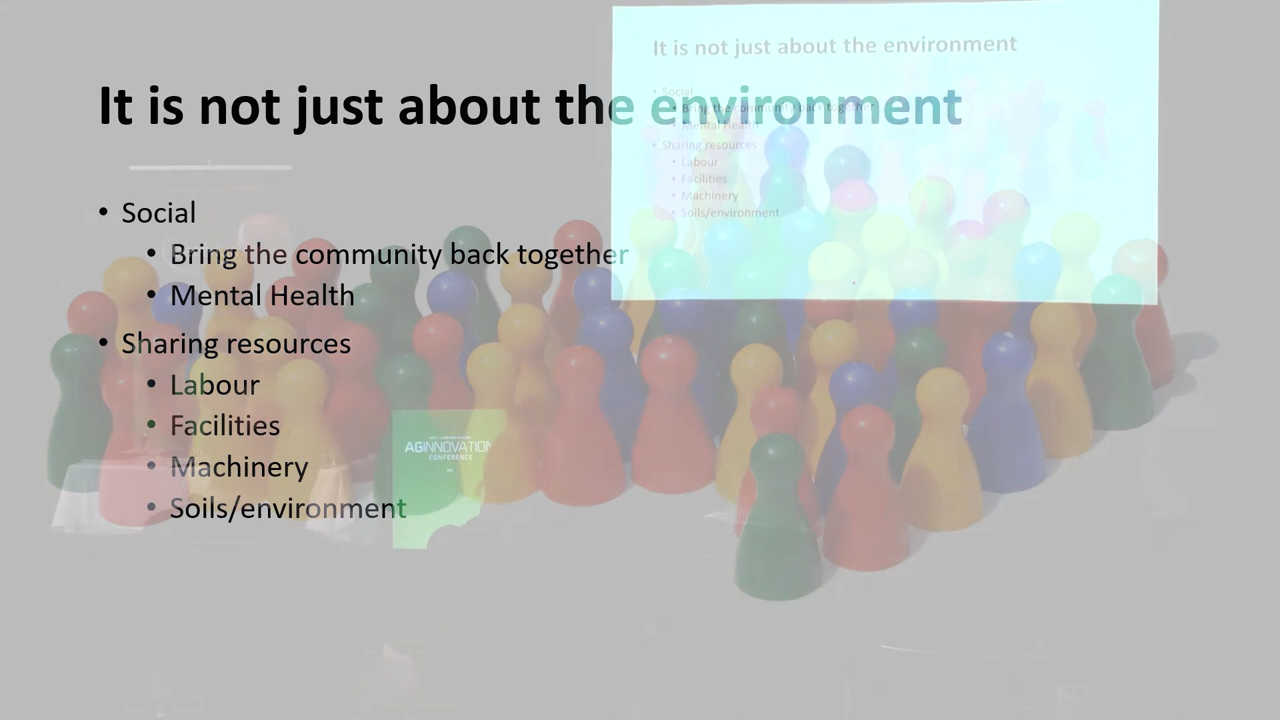 It is not just about the environment
• Social
• Bring the community back together
• Mental Health
• Sharing resources
• Labour
• Facilities
• Machinery
• Soils/environment
It is not just about the environment
• Social
• Bring the community back together
• Mental Health
• Sharing resources
• Labour
• Facilities
• Machinery
• Soils/environment
AGINNOVATION
CONFERENCE